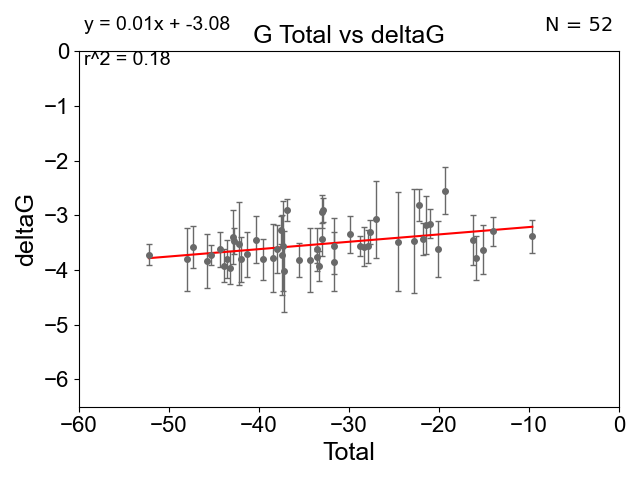 y = 0.01x + -3.08
N = 52
G Total vs deltaG
r^2 = 0.18
0
−1
−2
−3
−4
−5
−6
deltaG
−60
−50
−40
−30
−20
−10
0
Total